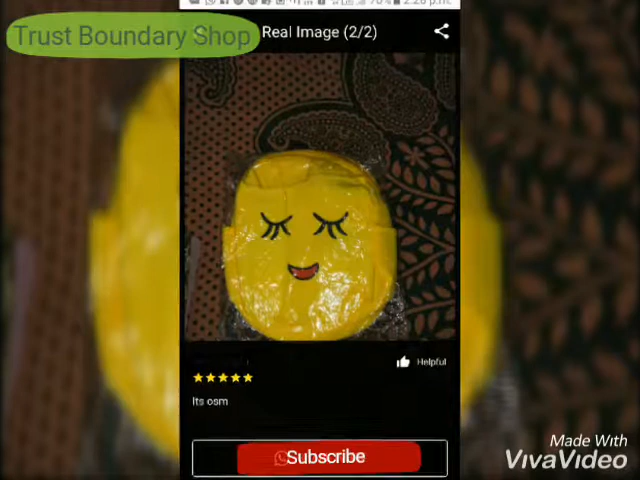 Trust Boundary Shop
Real Image (2/2)
Helpful
Its osm
Subscribe
Made With
VivaVideo